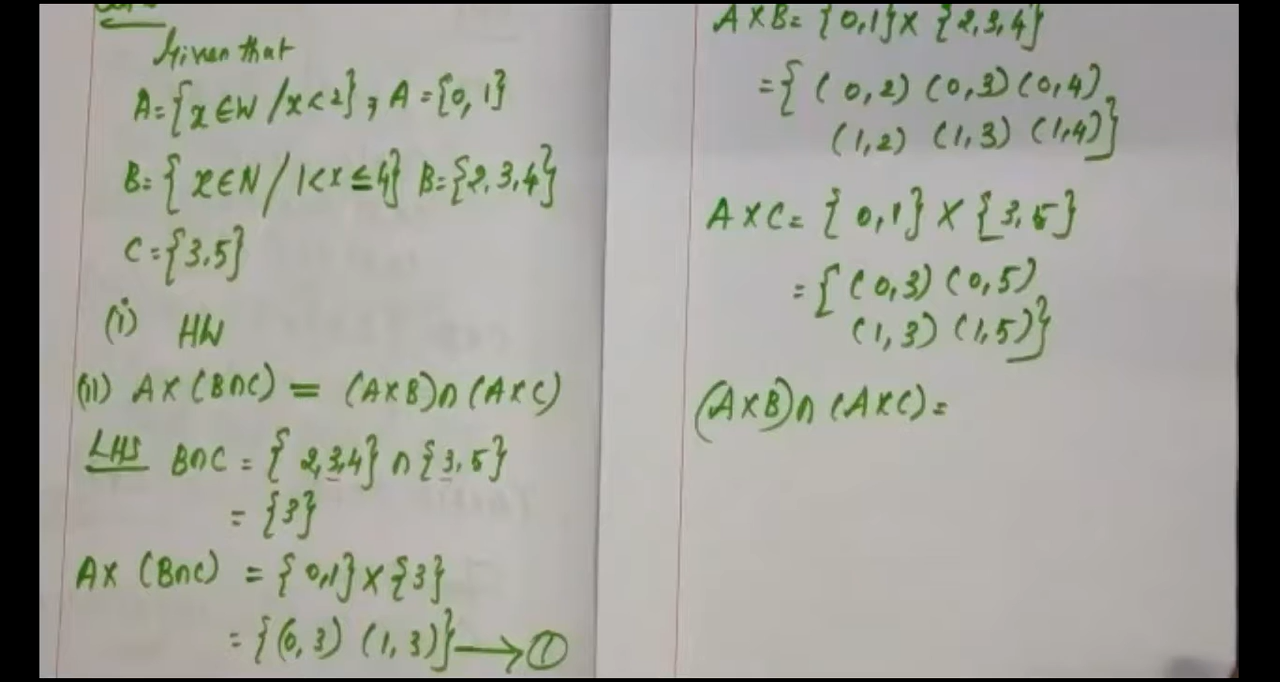 Given that
A={x∈W/x<2}, A={0,1}
B={x∈N/1<x≤4} B={2,3,4}
C={3,5}
(i) HW
(ii) A×(B∩C) = (A×B)∩(A×C)
LHS B∩C = {2,3,4} ∩ {3,5}
= {3}
A× (B∩C) = {0,1}×{3}
= {(0,3) (1,3)} → ①
A×B= {0,1}× {2,3,4}
={ (0,2) (0,3) (0,4)
(1,2) (1,3) (1,4)}
A×C= {0,1} × {3,5}
= { (0,3) (0,5)
(1,3) (1,5)}
(A×B)∩ (A×C) =